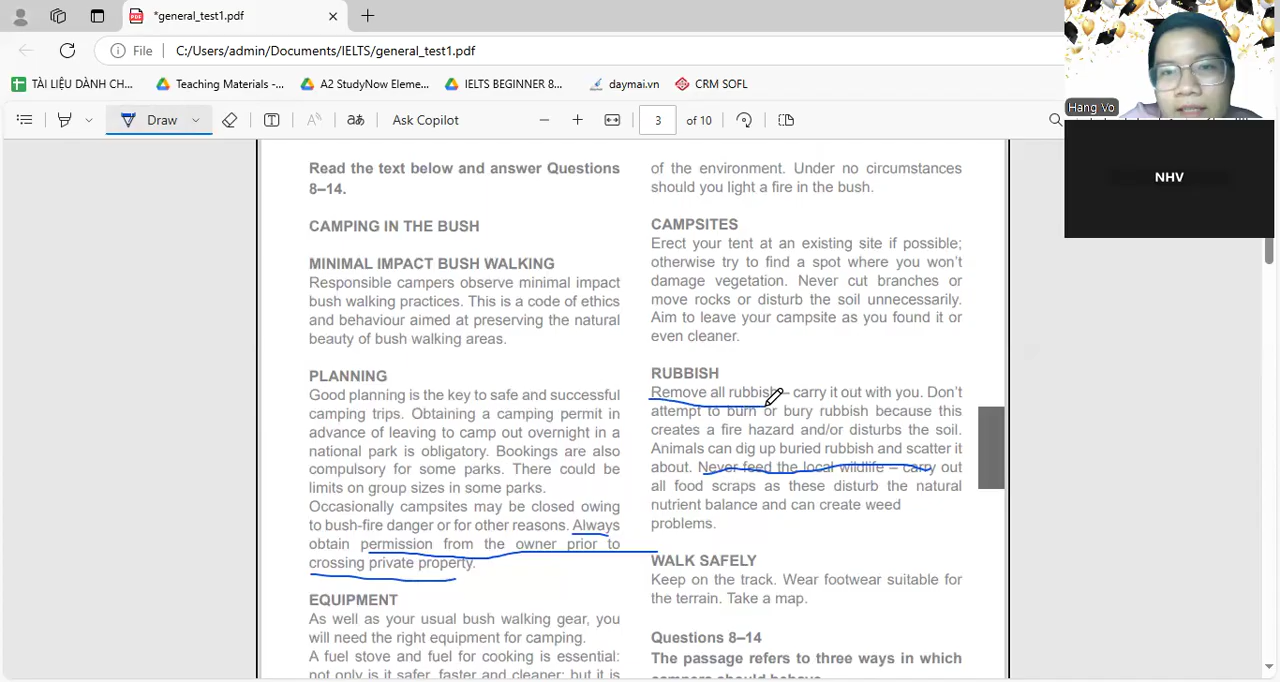 *general_test1.pdf
File
C:/Users/admin/Documents/IELTS/general_test1.pdf
TÀI LIỆU DÀNH CH...
Teaching Materials -...
A2 StudyNow Eleme...
IELTS BEGINNER 8...
daymai.vn
CRM SOFL
Draw
Ask Copilot
3 of 10
Hang Vo
NHV
Read the text below and answer Questions
8–14.
CAMPING IN THE BUSH
MINIMAL IMPACT BUSH WALKING
Responsible campers observe minimal impact
bush walking practices. This is a code of ethics
and behaviour aimed at preserving the natural
beauty of bush walking areas.
PLANNING
Good planning is the key to safe and successful
camping trips. Obtaining a camping permit in
advance of leaving to camp out overnight in a
national park is obligatory. Bookings are also
compulsory for some parks. There could be
limits on group sizes in some parks.
Occasionally campsites may be closed owing
to bush-fire danger or for other reasons. Always
obtain permission from the owner prior to
crossing private property.
EQUIPMENT
As well as your usual bush walking gear, you
will need the right equipment for camping.
A fuel stove and fuel for cooking is essential:
not only is it safer, faster and cleaner; but it is
of the environment. Under no circumstances
should you light a fire in the bush.
CAMPSITES
Erect your tent at an existing site if possible;
otherwise try to find a spot where you won't
damage vegetation. Never cut branches or
move rocks or disturb the soil unnecessarily.
Aim to leave your campsite as you found it or
even cleaner.
RUBBISH
Remove all rubbish – carry it out with you. Don't
attempt to burn or bury rubbish because this
creates a fire hazard and/or disturbs the soil.
Animals can dig up buried rubbish and scatter it
about. Never feed the local wildlife – carry out
all food scraps as these disturb the natural
nutrient balance and can create weed
problems.
WALK SAFELY
Keep on the track. Wear footwear suitable for
the terrain. Take a map.
Questions 8–14
The passage refers to three ways in which
campers should behave